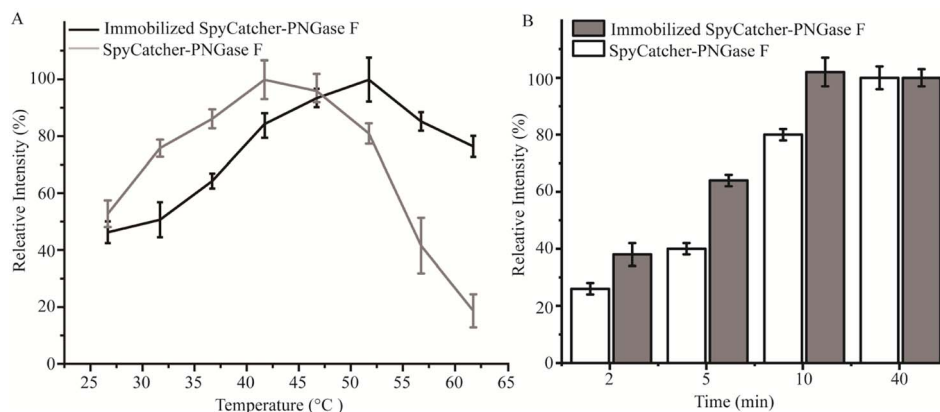 A
Immobilized SpyCatcher-PNGase F
SpyCatcher-PNGase F
Releative Intensity (%)
100
80
60
40
20
0
25 30 35 40 45 50 55 60 65
Temperature (°C )
B
Immobilized SpyCatcher-PNGase F
SpyCatcher-PNGase F
Releative Intensity (%)
100
80
60
40
20
0
2 5 10 40
Time (min)